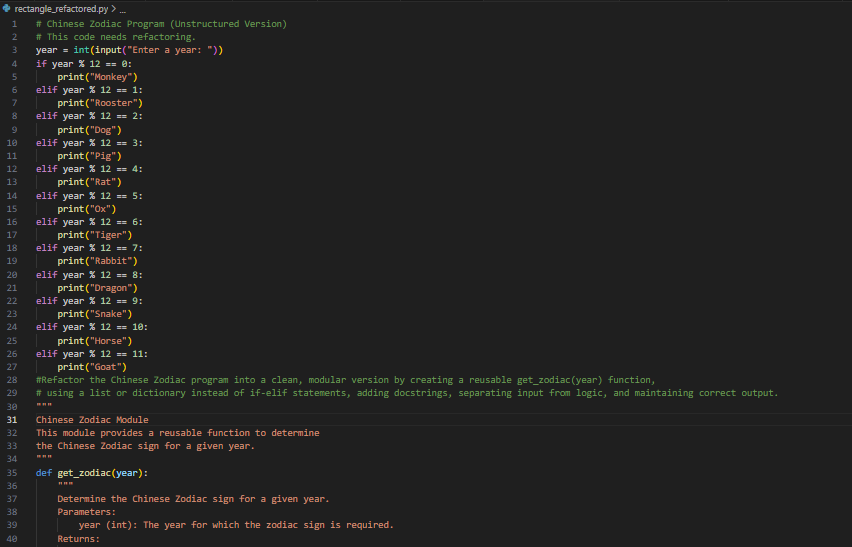 rectangle_refactored.py > ...
1 # Chinese Zodiac Program (Unstructured Version)
2 # This code needs refactoring.
3 year = int(input("Enter a year: "))
4 if year % 12 == 0:
5     print("Monkey")
6 elif year % 12 == 1:
7     print("Rooster")
8 elif year % 12 == 2:
9     print("Dog")
10 elif year % 12 == 3:
11     print("Pig")
12 elif year % 12 == 4:
13     print("Rat")
14 elif year % 12 == 5:
15     print("Ox")
16 elif year % 12 == 6:
17     print("Tiger")
18 elif year % 12 == 7:
19     print("Rabbit")
20 elif year % 12 == 8:
21     print("Dragon")
22 elif year % 12 == 9:
23     print("Snake")
24 elif year % 12 == 10:
25     print("Horse")
26 elif year % 12 == 11:
27     print("Goat")
28 #Refactor the Chinese Zodiac program into a clean, modular version by creating a reusable get_zodiac(year) function,
29 # using a list or dictionary instead of if-elif statements, adding docstrings, separating input from logic, and maintaining correct output.
30 """
31 Chinese Zodiac Module
32 This module provides a reusable function to determine
33 the Chinese Zodiac sign for a given year.
34 """
35 def get_zodiac(year):
36     """
37     Determine the Chinese Zodiac sign for a given year.
38     Parameters:
39         year (int): The year for which the zodiac sign is required.
40     Returns: